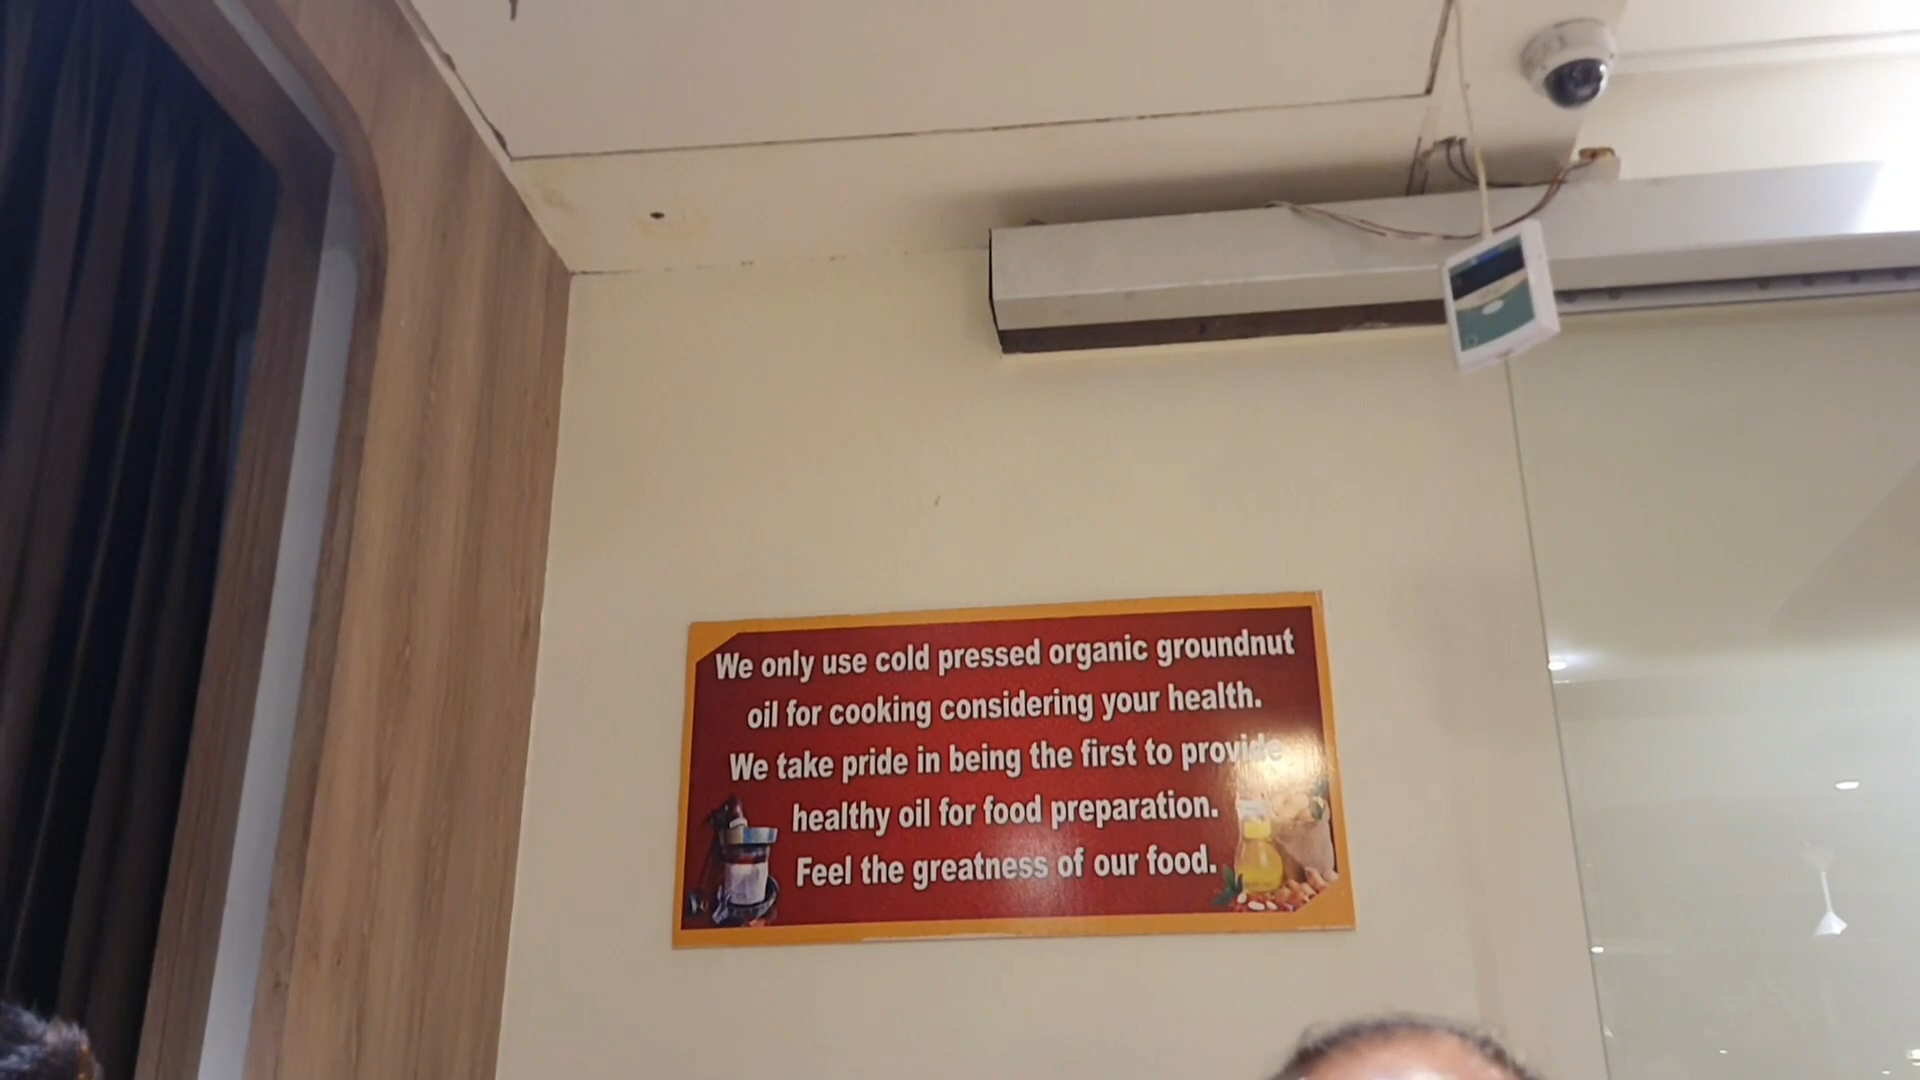 We only use cold pressed organic groundnut
oil for cooking considering your health.
We take pride in being the first to provide
healthy oil for food preparation.
Feel the greatness of our food.